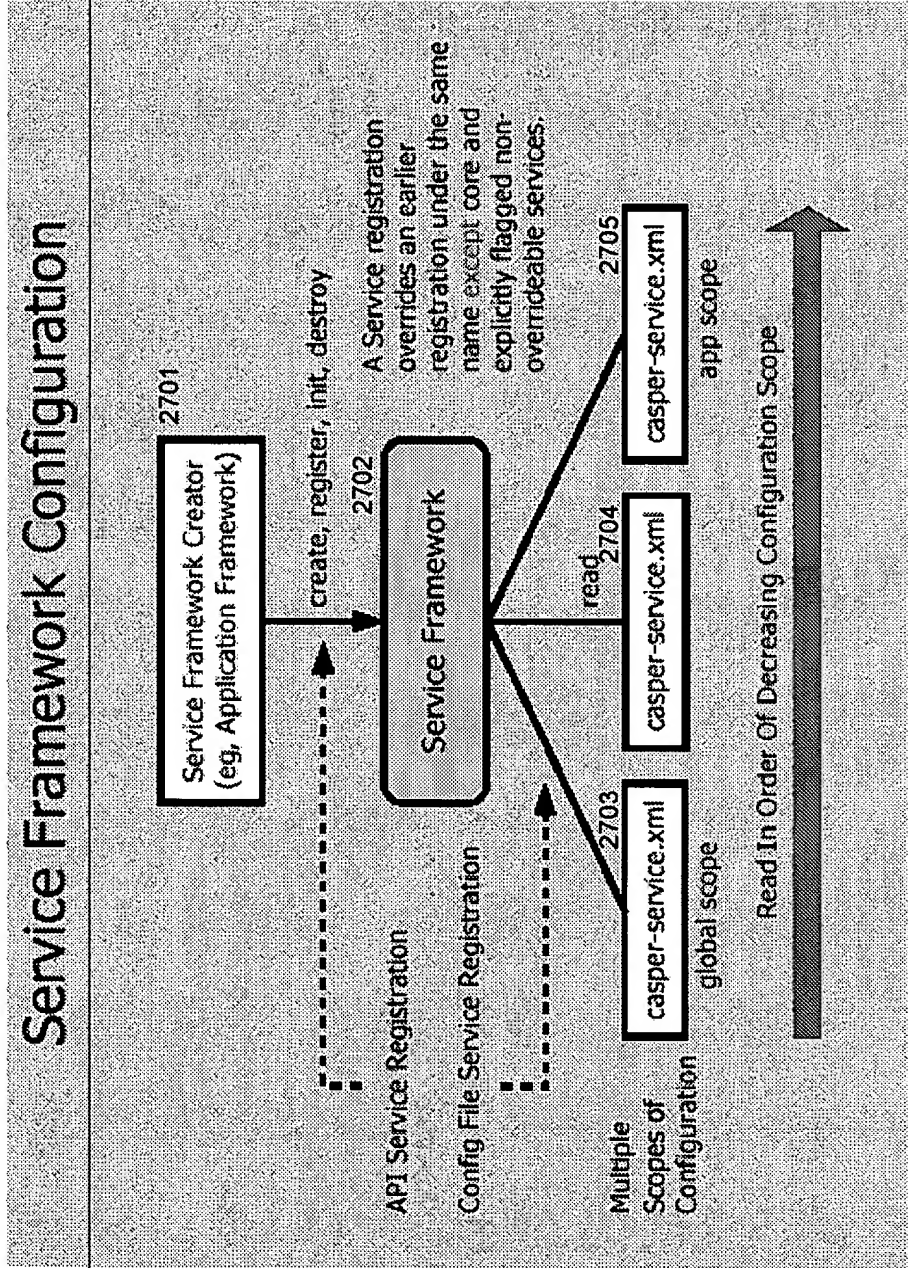 Service Framework Configuration
2701
Service Framework Creator
(eg, Application Framework)
create, register, init, destroy
2702
Service Framework
A Service registration
overrides an earlier
registration under the same
name except core and
explicitly flagged non-
overrideable services.
API Service Registration
Config File Service Registration
read
Multiple
Scopes of
Configuration
2703
casper-service.xml
global scope
2704
casper-service.xml
2705
casper-service.xml
app scope
Read In Order Of Decreasing Configuration Scope